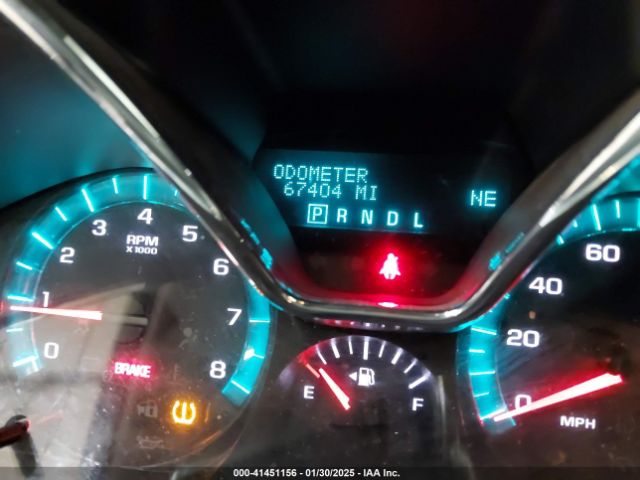 ODOMETER
67404 MI
NE
P R N D L
0 1 2 3 4 5 6 7 8
RPM
X1000
BRAKE
E F
0 20 40 60
MPH
000-41451156 - 01/30/2025 - IAA Inc.